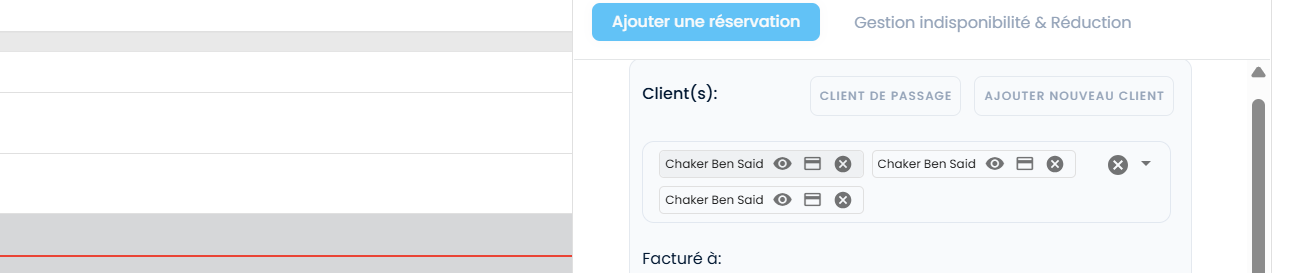 Ajouter une réservation Gestion indisponibilité & Réduction
Client(s): CLIENT DE PASSAGE AJOUTER NOUVEAU CLIENT
Chaker Ben Said Chaker Ben Said
Chaker Ben Said
Facturé à: